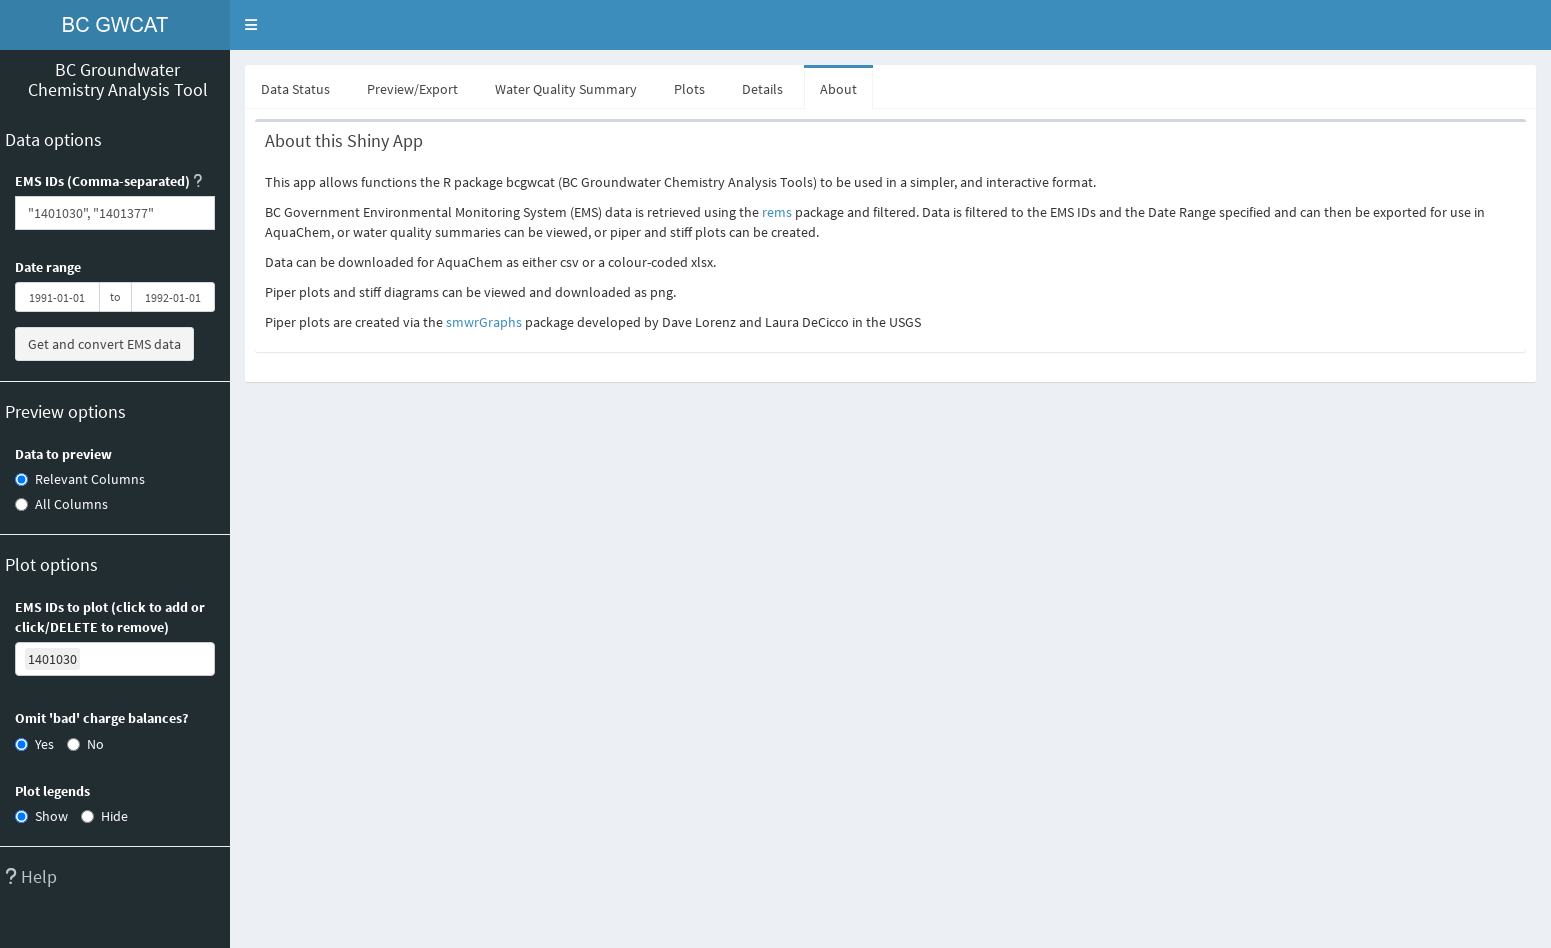 BC GWCAT
BC Groundwater
Chemistry Analysis Tool
Data options
EMS IDs (Comma-separated) ?
"1401030", "1401377"
Date range
1991-01-01 to 1992-01-01
Get and convert EMS data
Preview options
Data to preview
Relevant Columns
All Columns
Plot options
EMS IDs to plot (click to add or
click/DELETE to remove)
1401030
Omit 'bad' charge balances?
Yes No
Plot legends
Show Hide
? Help
Data Status Preview/Export Water Quality Summary Plots Details About
About this Shiny App
This app allows functions the R package bcgwcat (BC Groundwater Chemistry Analysis Tools) to be used in a simpler, and interactive format.
BC Government Environmental Monitoring System (EMS) data is retrieved using the rems package and filtered. Data is filtered to the EMS IDs and the Date Range specified and can then be exported for use in
AquaChem, or water quality summaries can be viewed, or piper and stiff plots can be created.
Data can be downloaded for AquaChem as either csv or a colour-coded xlsx.
Piper plots and stiff diagrams can be viewed and downloaded as png.
Piper plots are created via the smwrGraphs package developed by Dave Lorenz and Laura DeCicco in the USGS